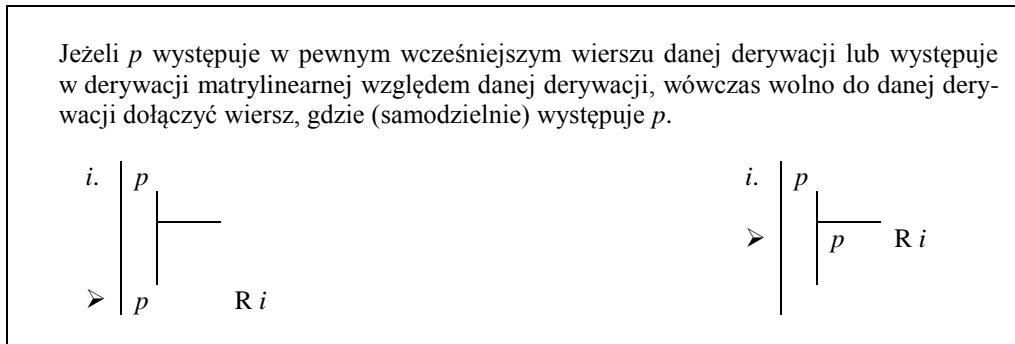 Jeżeli p występuje w pewnym wcześniejszym wierszu danej derywacji lub występuje
w derywacji matrylinearnej względem danej derywacji, wówczas wolno do danej dery-
wacji dołączyć wiersz, gdzie (samodzielnie) występuje p.
i. p
➢ p R i
i. p
➢ p R i